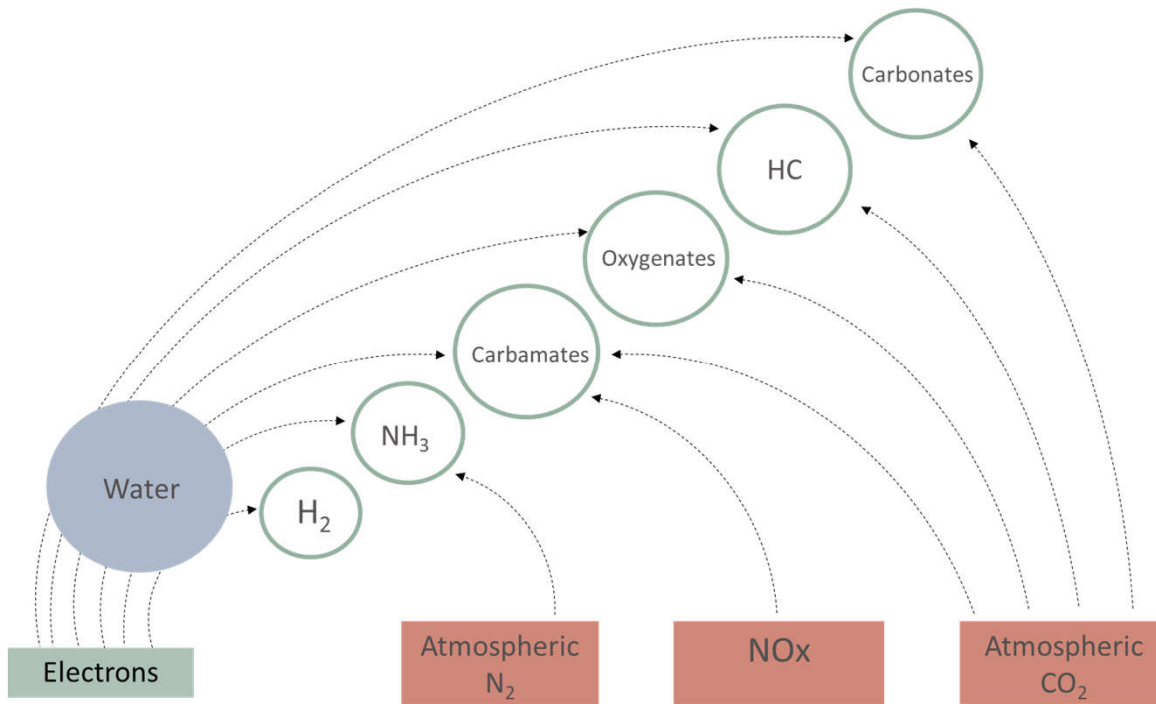 Carbonates
HC
Oxygenates
Carbamates
NH₃
Water
H₂
Electrons
Atmospheric
N₂
NOx
Atmospheric
CO₂